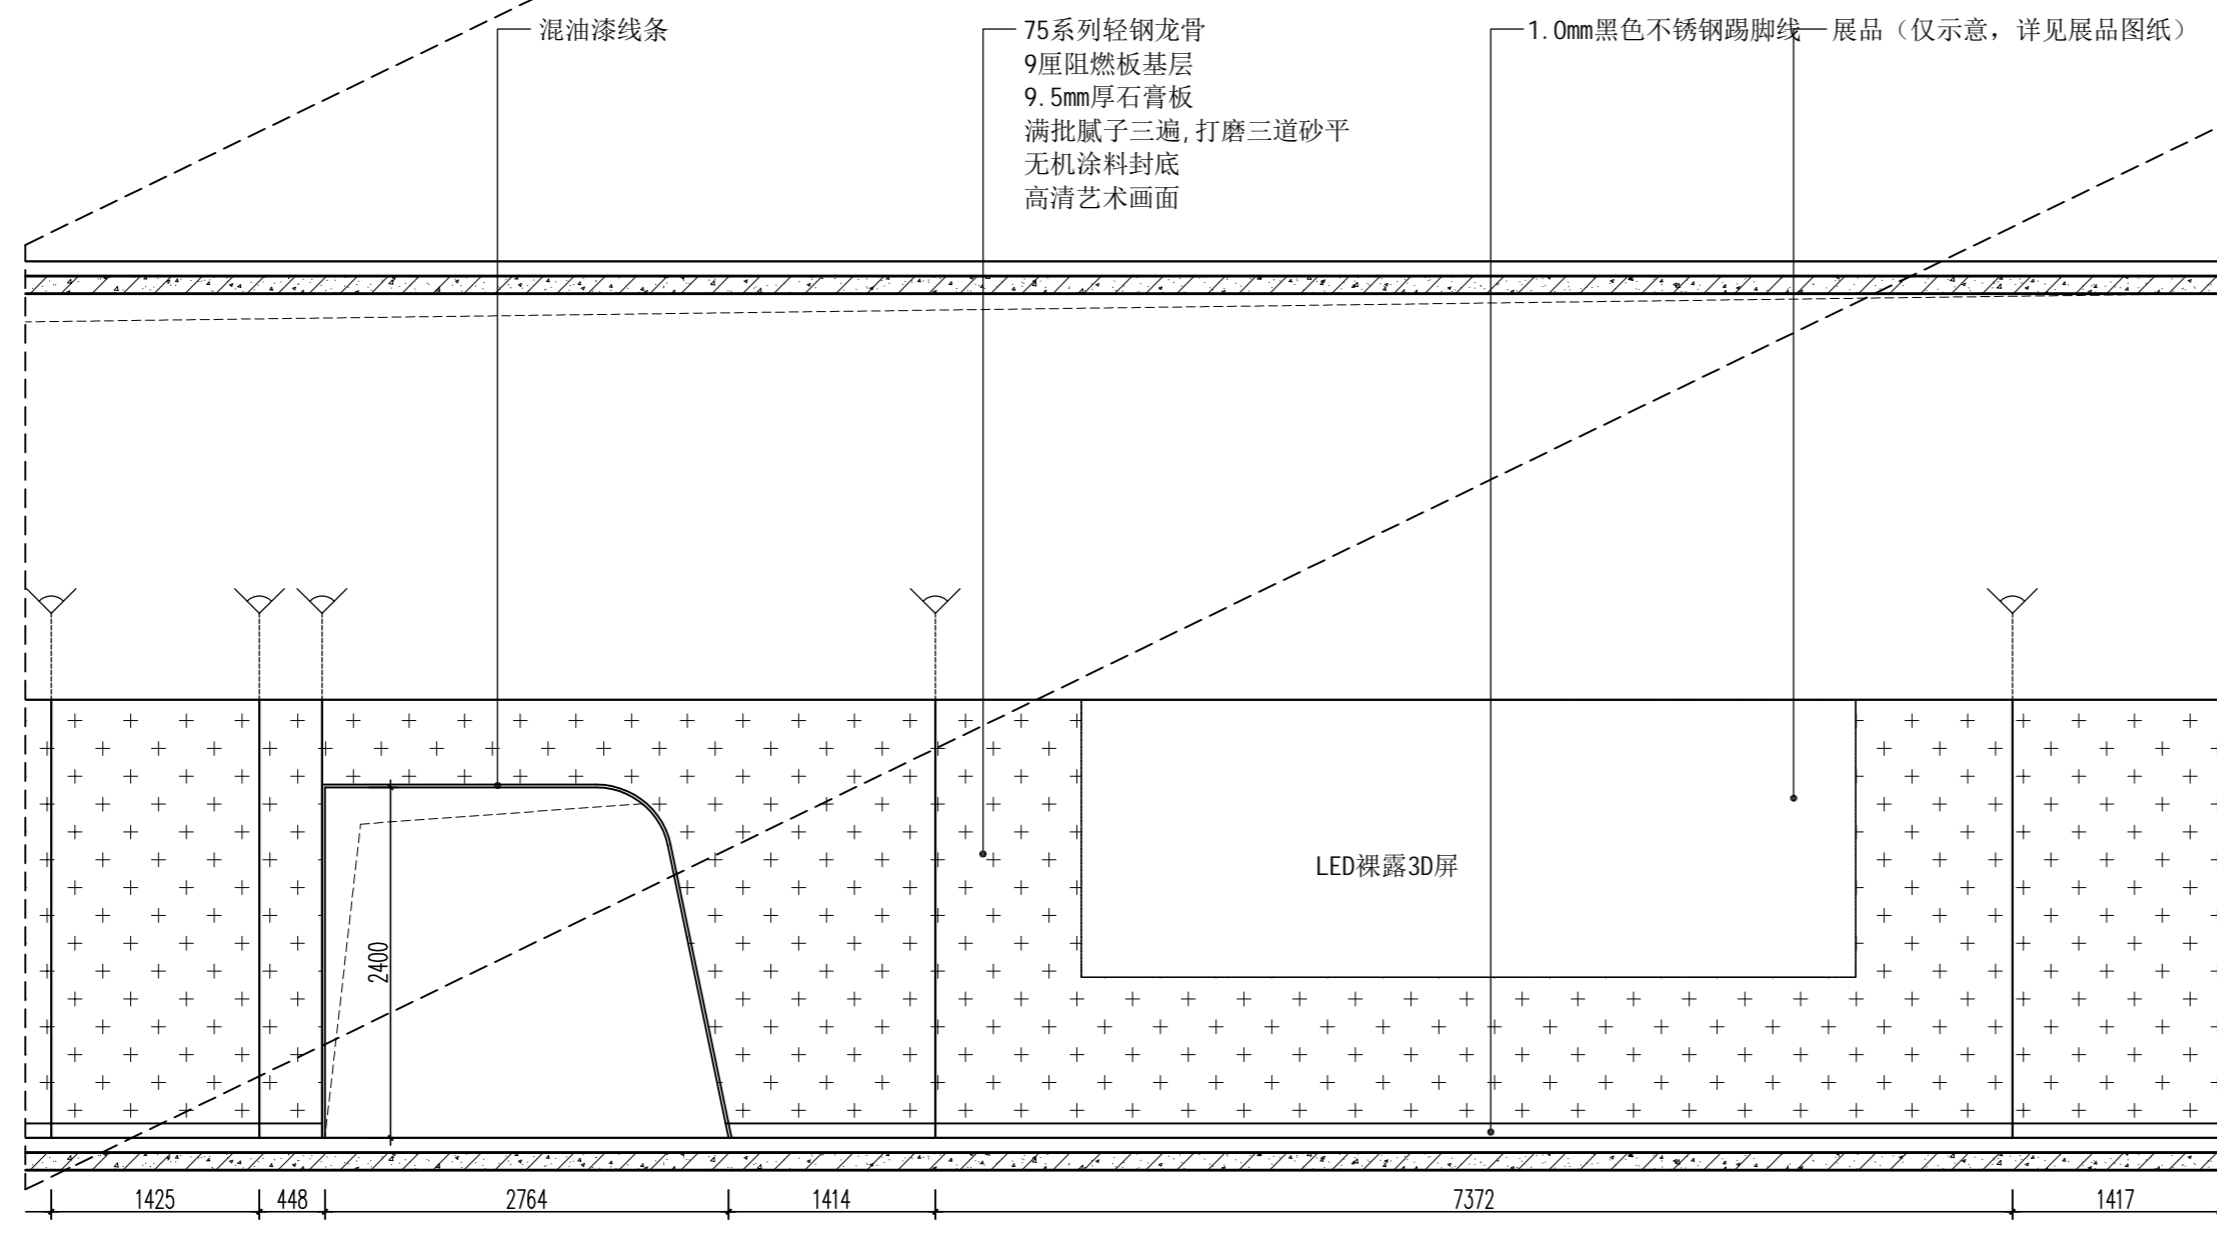 混油漆线条
75系列轻钢龙骨
9厘阻燃板基层
9.5mm厚石膏板
满批腻子三遍,打磨三道砂平
无机涂料封底
高清艺术画面
1.0mm黑色不锈钢踢脚线
展品（仅示意，详见展品图纸）
LED裸露3D屏
2400
1425
448
2764
1414
7372
1417